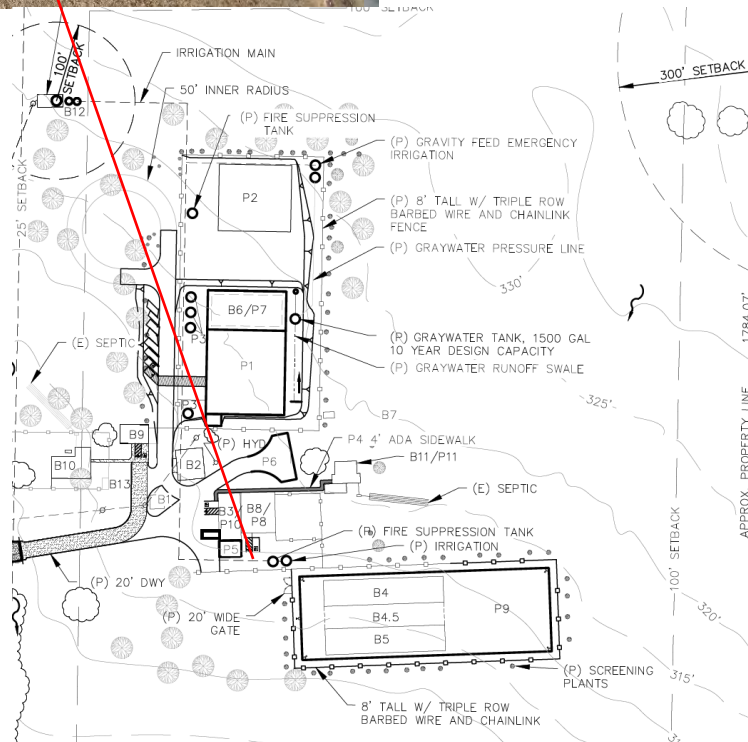 100' SETBACK
100'
SETBACK
IRRIGATION MAIN
300' SETBACK
B12
50' INNER RADIUS
(P) FIRE SUPPRESSION
TANK
(P) GRAVITY FEED EMERGENCY
IRRIGATION
P2
(P) 8' TALL W/ TRIPLE ROW
BARBED WIRE AND CHAINLINK
FENCE
25' SETBACK
(P) GRAYWATER PRESSURE LINE
330'
B6/P7
1784.07'
P3
(P) GRAYWATER TANK, 1500 GAL
10 YEAR DESIGN CAPACITY
(E) SEPTIC
P1
(P) GRAYWATER RUNOFF SWALE
325'
P3
B7
B9
(P) HYD
P4 4' ADA SIDEWALK
B10
B2
P6
B11/P11
B13
(E) SEPTIC
B1
B3/
P10
B8/
P8
APPROX. PROPERTY LINE
100' SETBACK
(P) FIRE SUPPRESSION TANK
P5
(P) IRRIGATION
(P) 20' DWY
B4
P9
320'
(P) 20' WIDE
GATE
B4.5
B5
315'
(P) SCREENING
PLANTS
8' TALL W/ TRIPLE ROW
BARBED WIRE AND CHAINLINK